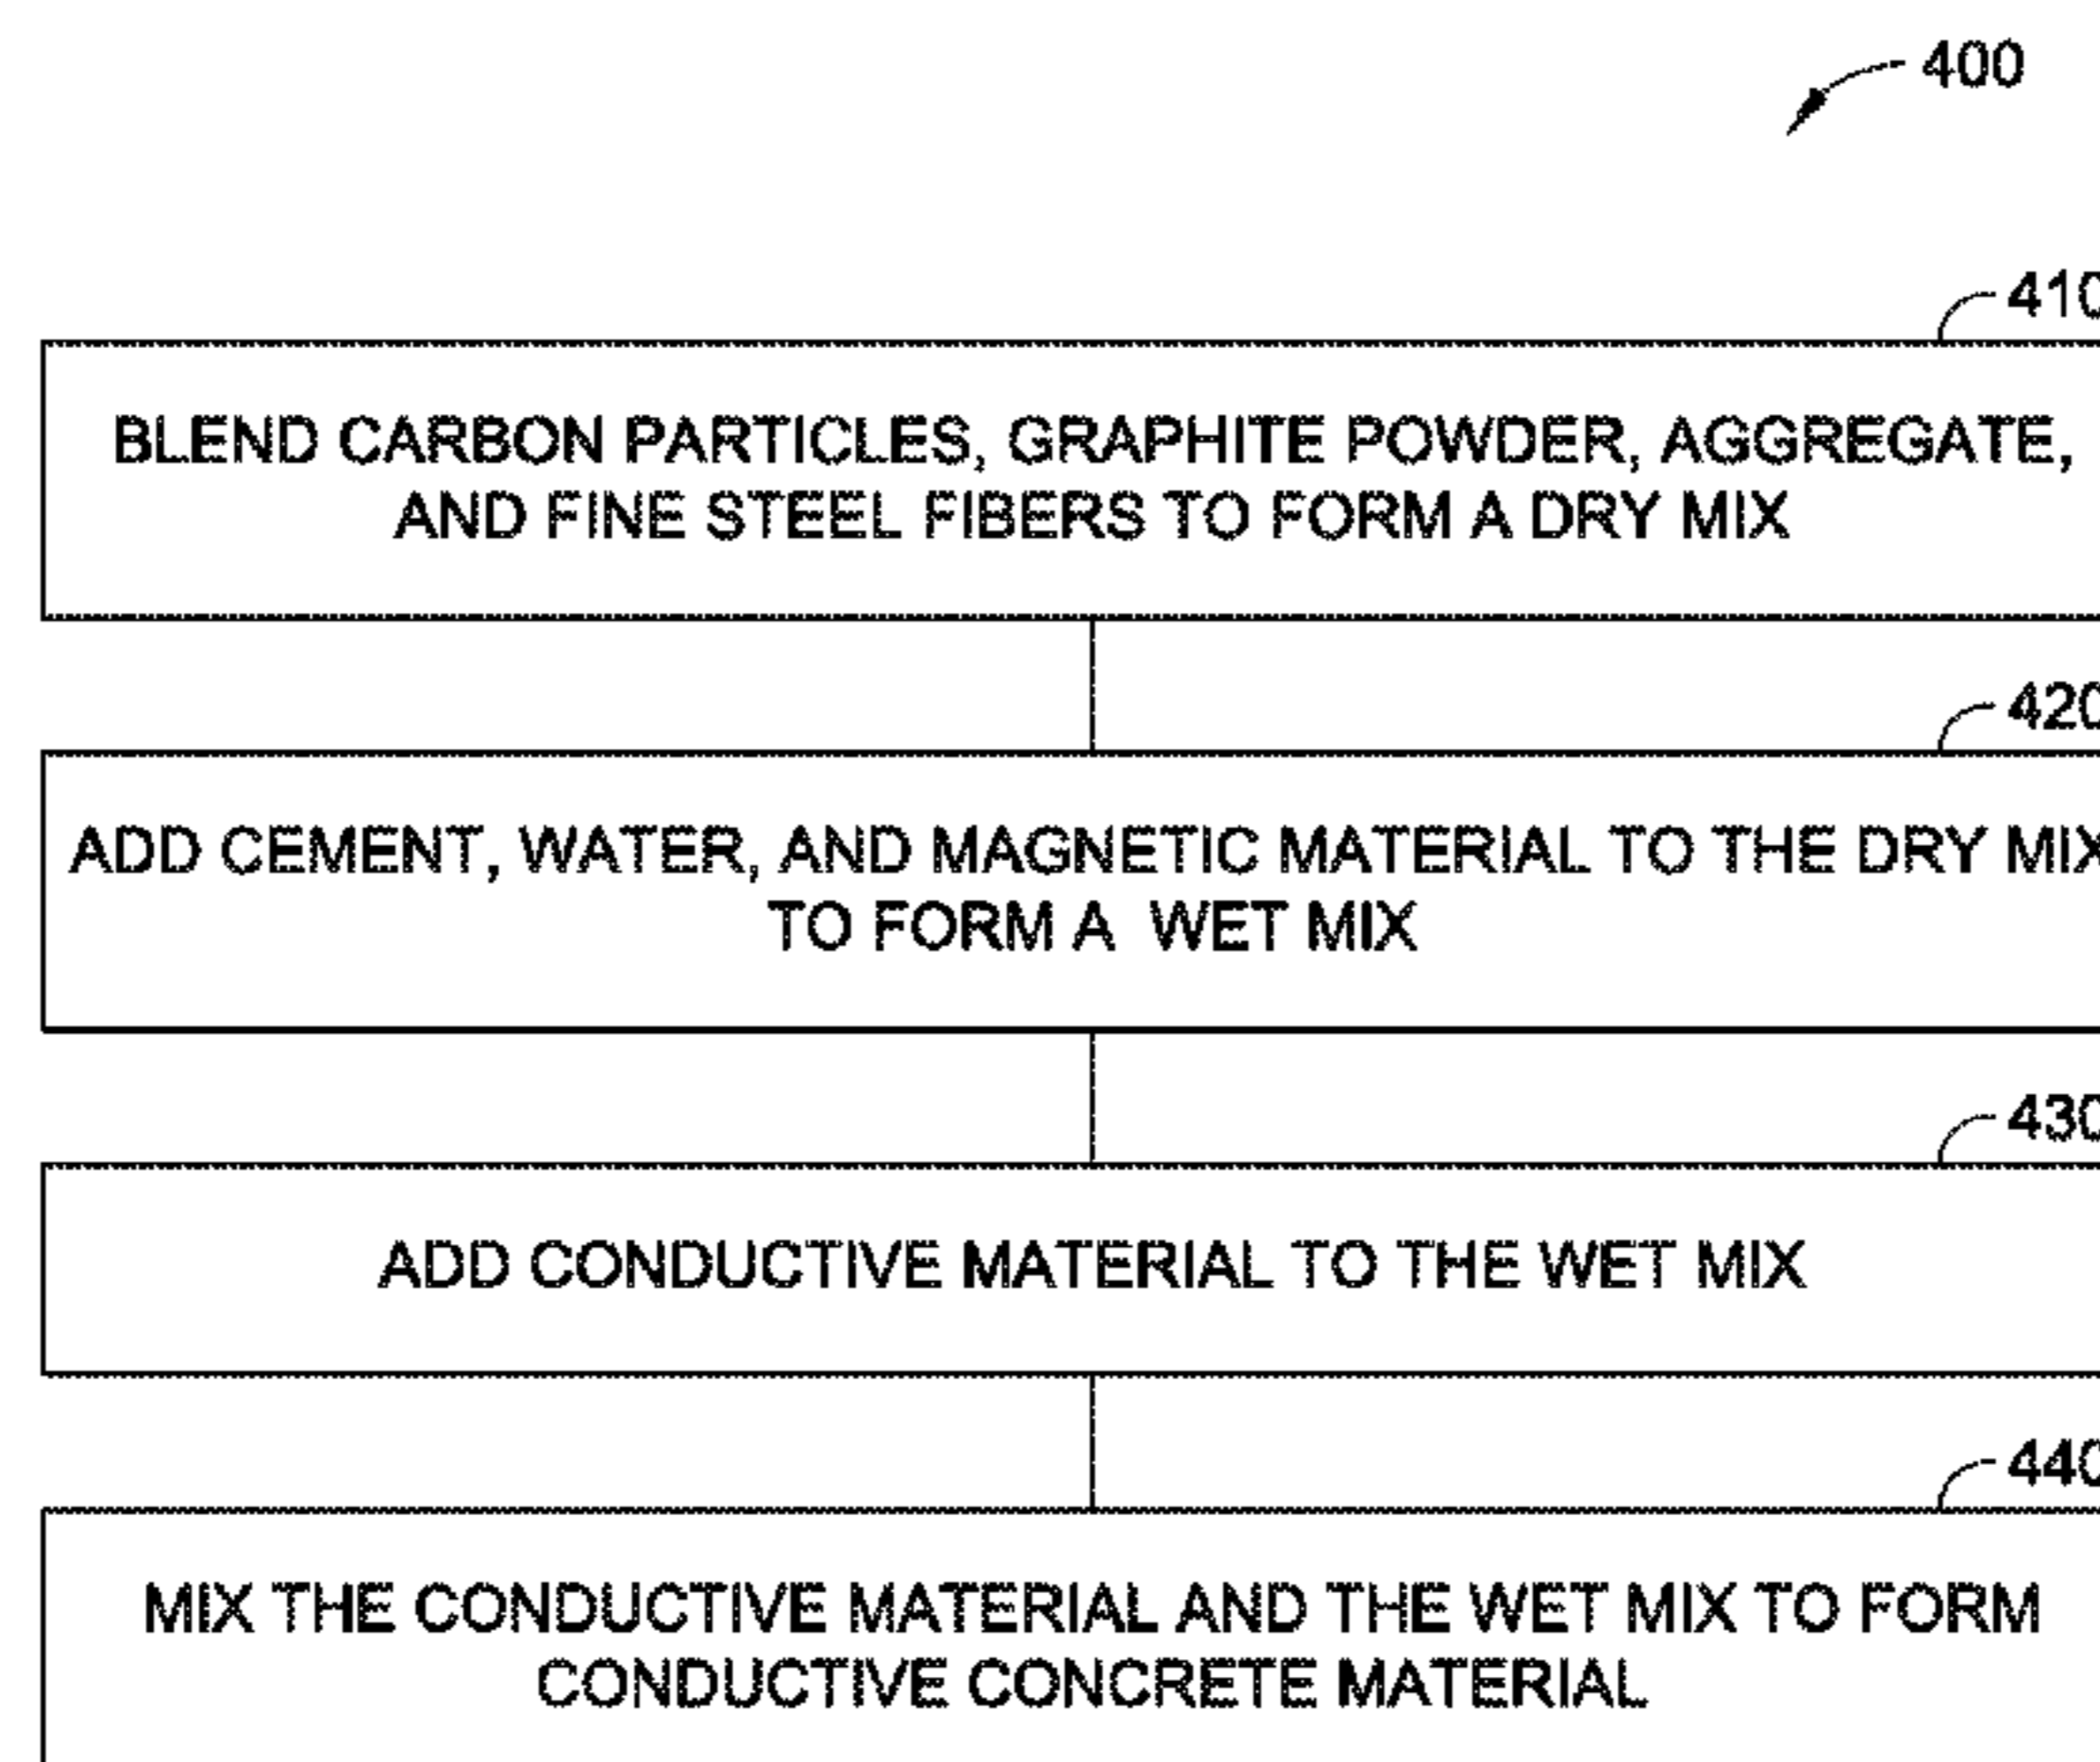 400
410
BLEND CARBON PARTICLES, GRAPHITE POWDER, AGGREGATE,
AND FINE STEEL FIBERS TO FORM A DRY MIX
420
ADD CEMENT, WATER, AND MAGNETIC MATERIAL TO THE DRY MIX
TO FORM A WET MIX
430
ADD CONDUCTIVE MATERIAL TO THE WET MIX
440
MIX THE CONDUCTIVE MATERIAL AND THE WET MIX TO FORM
CONDUCTIVE CONCRETE MATERIAL